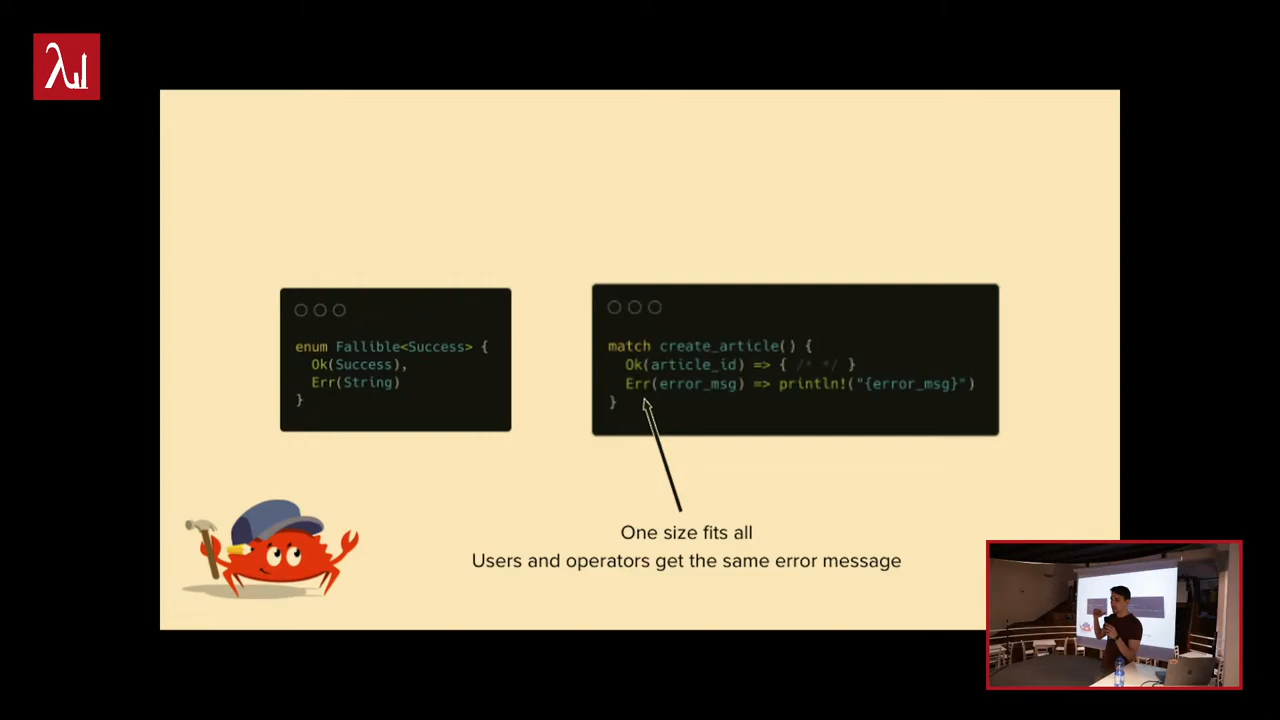 λ
enum Fallible<Success> {
Ok(Success),
Err(String)
}
match create_article() {
Ok(article_id) => { /* */ }
Err(error_msg) => println!("{error_msg}")
}
One size fits all
Users and operators get the same error message